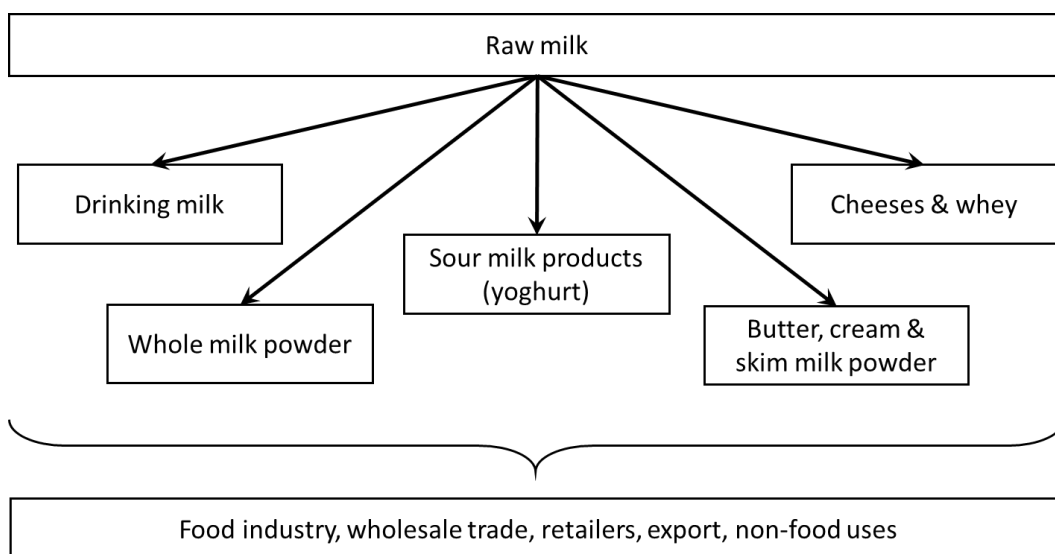 Raw milk
Drinking milk
Cheeses & whey
Sour milk products
(yoghurt)
Whole milk powder
Butter, cream &
skim milk powder
Food industry, wholesale trade, retailers, export, non-food uses